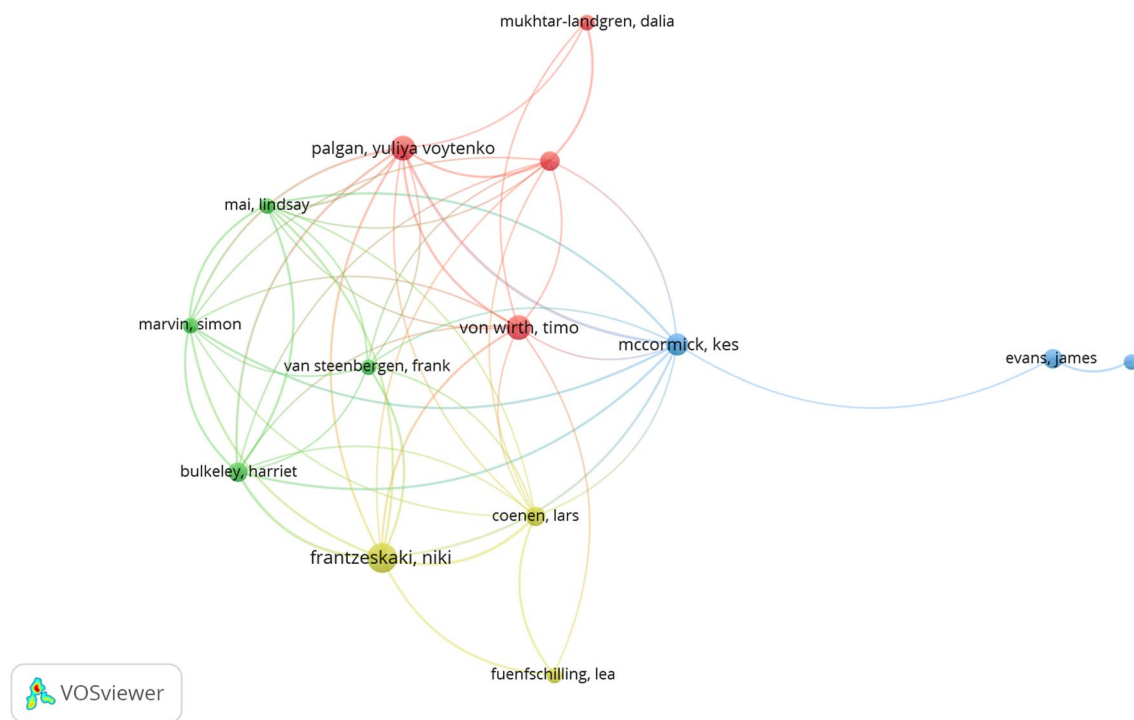 mukhtar-landgren, dalia
palgan, yuliya voytenko
mai, lindsay
marvin, simon
von wirth, timo
mccormick, kes
evans, james
van steenbergen, frank
bulkeley, harriet
coenen, lars
frantzeskaki, niki
fuenfschilling, lea
VOSviewer